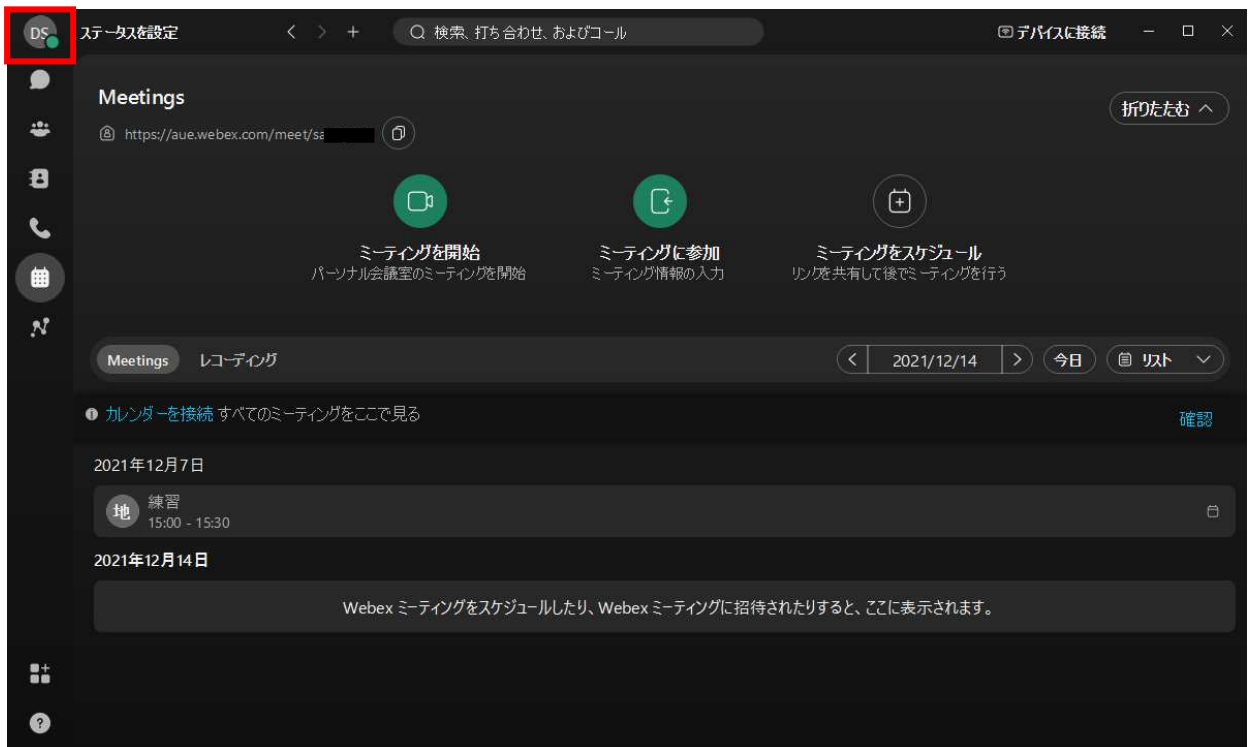 DS ステータスを設定 検索、打ち合わせ、およびコール デバイスに接続
Meetings
折りたたむ
https://aue.webex.com/meet/sa
ミーティングを開始 ミーティングに参加 ミーティングをスケジュール
パーソナル会議室のミーティングを開始 ミーティング情報の入力 リンクを共有して後でミーティングを行う
Meetings レコーディング 2021/12/14 今日 リスト
カレンダーを接続 すべてのミーティングをここで見る 確認
2021年12月7日
地 練習
15:00 - 15:30
2021年12月14日
Webex ミーティングをスケジュールしたり、Webex ミーティングに招待されたりすると、ここに表示されます。